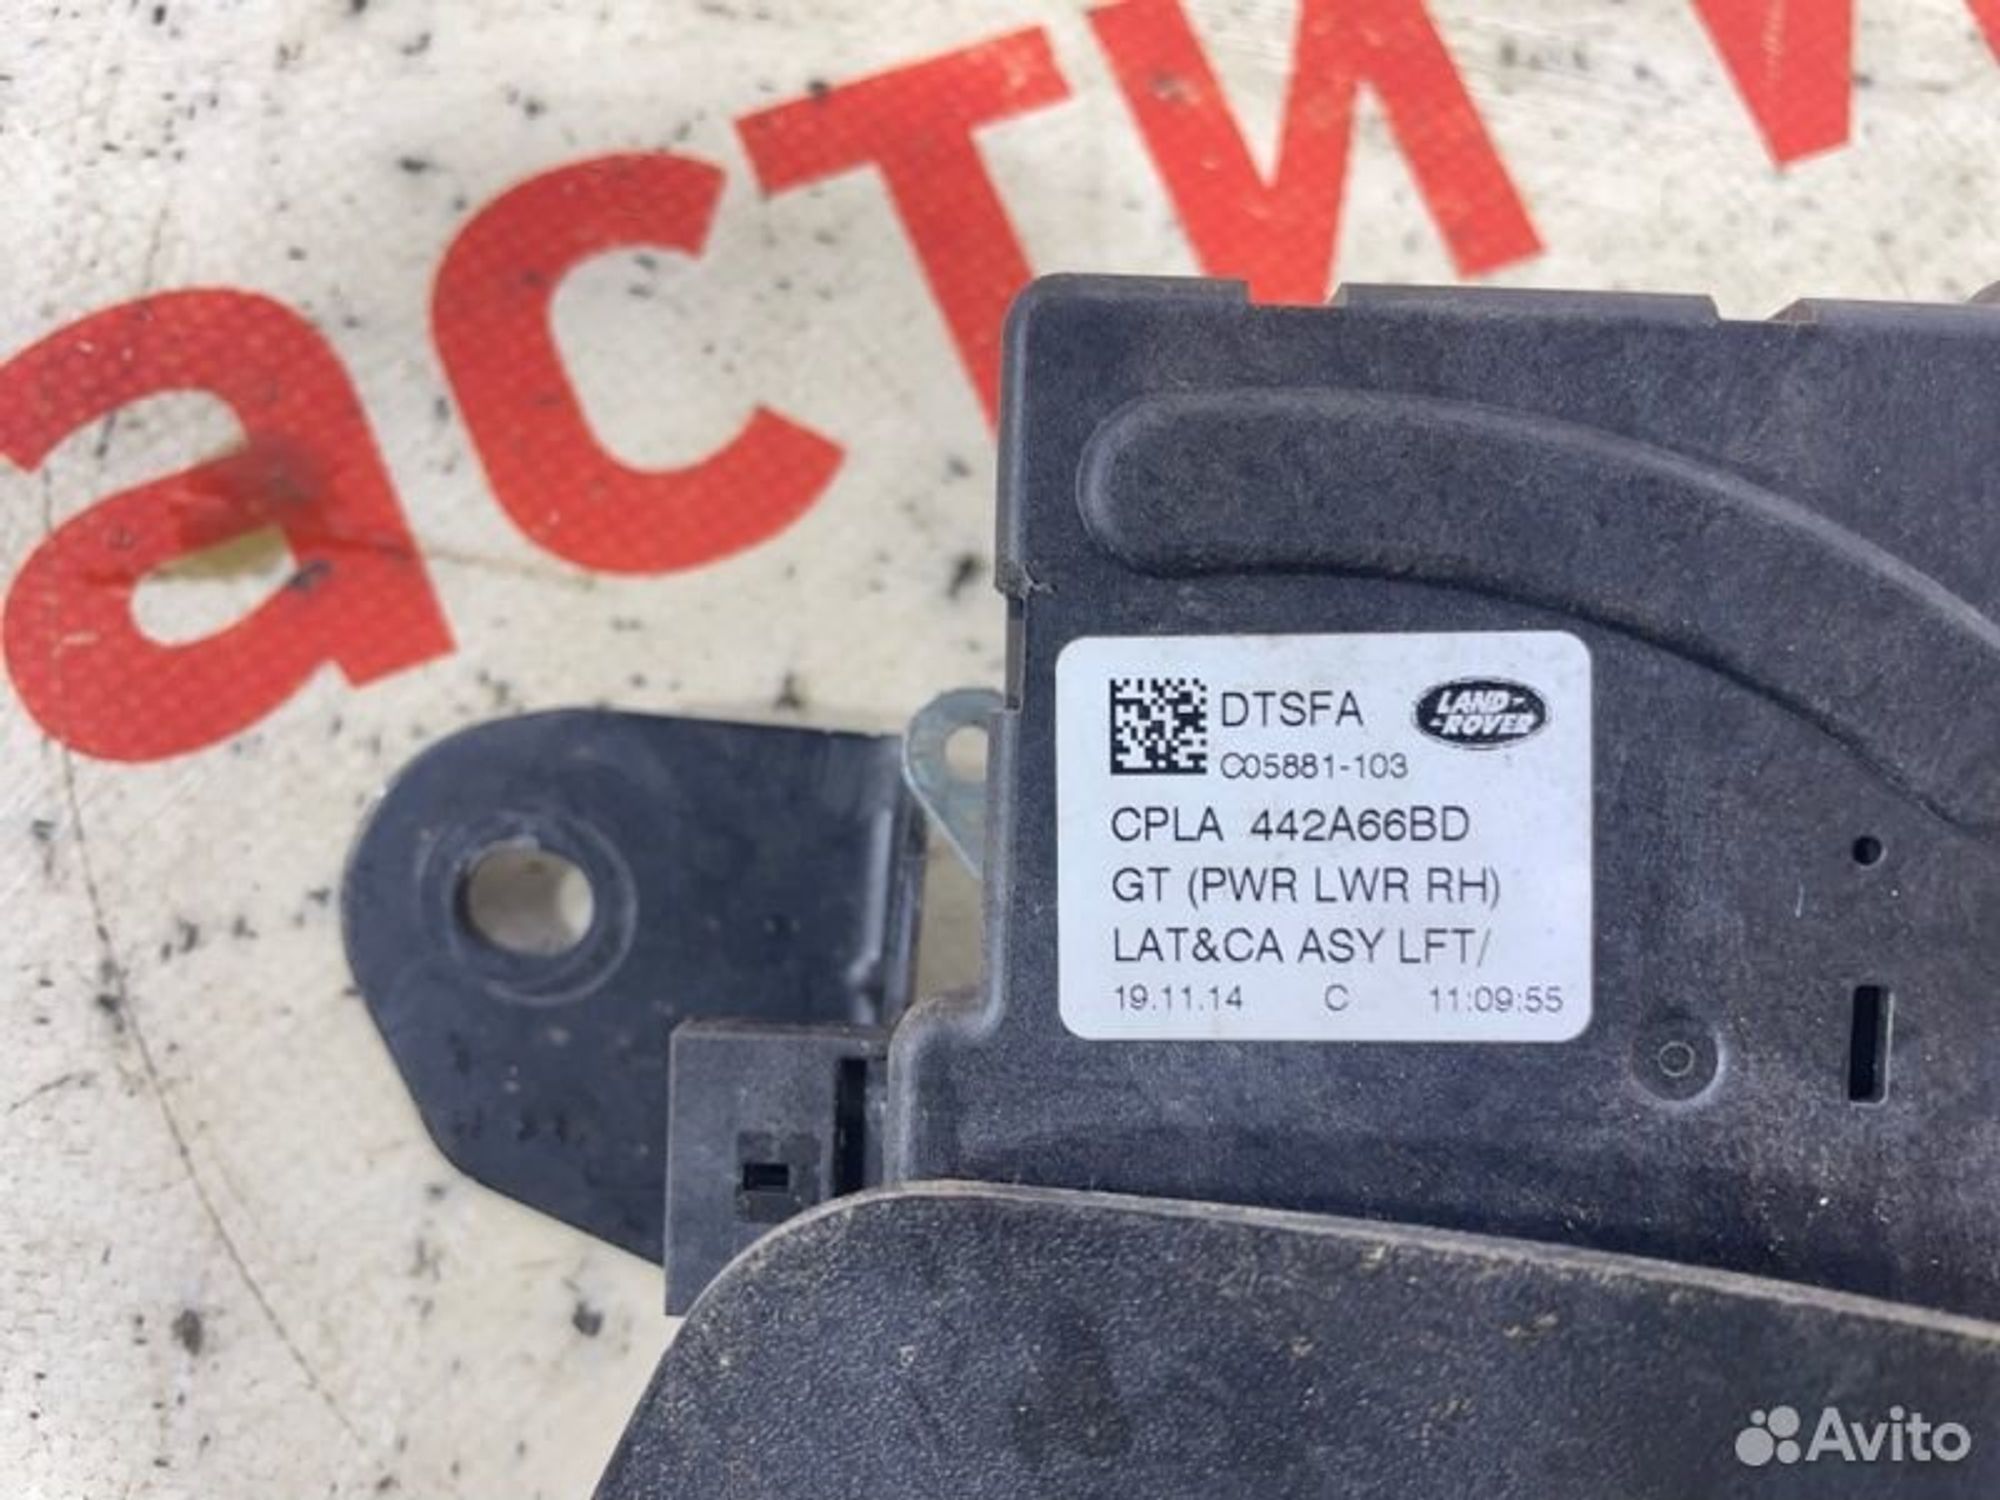 асти и
DTSFA
LAND-
-ROVER
C05881-103
CPLA 442A66BD
GT (PWR LWR RH)
LAT&CA ASY LFT/
19.11.14 C 11:09:55
Avito